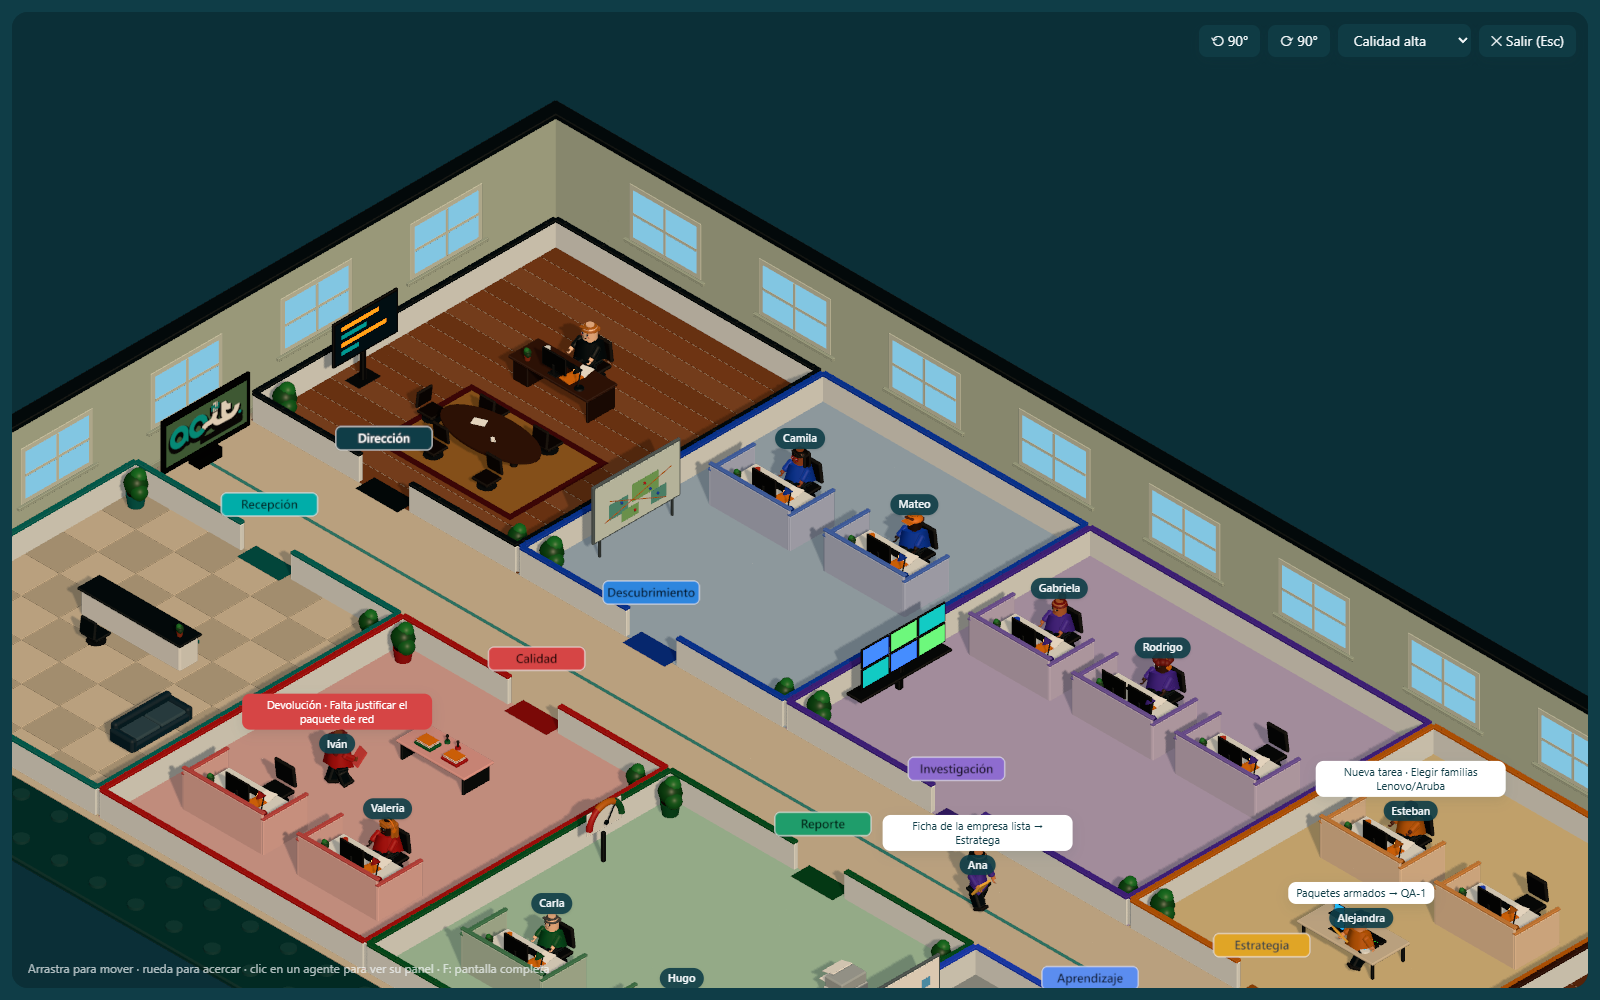 90°
90°
Calidad alta
Salir (Esc)
acit
Dirección
Camila
Recepción
Mateo
Descubrimiento
Gabriela
Rodrigo
Calidad
Devolución · Falta justificar el
paquete de red
Iván
Investigación
Nueva tarea · Elegir familias
Lenovo/Aruba
Valeria
Esteban
Reporte
Ficha de la empresa lista →
Estratega
Ana
Paquetes armados → QA-1
Carla
Alejandra
Estrategia
Arrastra para mover · rueda para acercar · clic en un agente para ver su panel · F: pantalla completa
Hugo
Aprendizaje